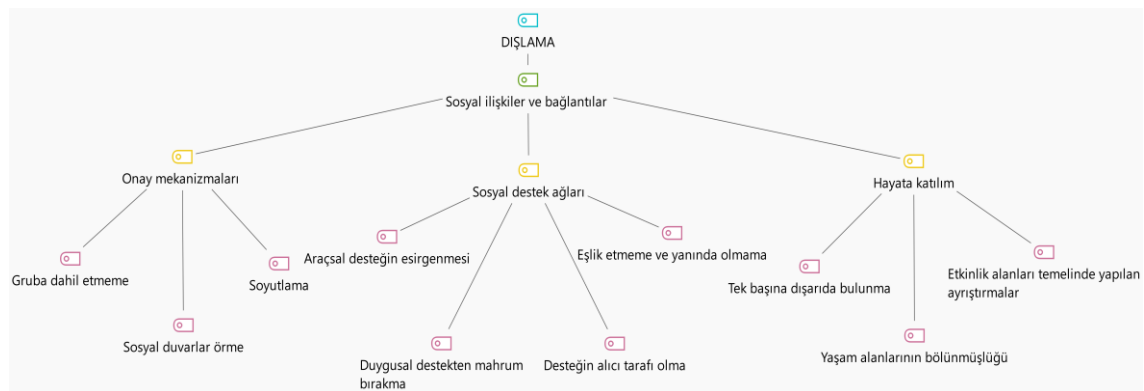 DIŞLAMA
Sosyal ilişkiler ve bağlantılar
Onay mekanizmaları
Sosyal destek ağları
Hayata katılım
Gruba dahil etmeme
Sosyal duvarlar örme
Soyutlama
Araçsal desteğin esirgenmesi
Duygusal destekten mahrum
bırakma
Desteğin alıcı tarafı olma
Eşlik etmeme ve yanında olmama
Tek başına dışarıda bulunma
Yaşam alanlarının bölünmüşlüğü
Etkinlik alanları temelinde yapılan
ayrıştırmalar